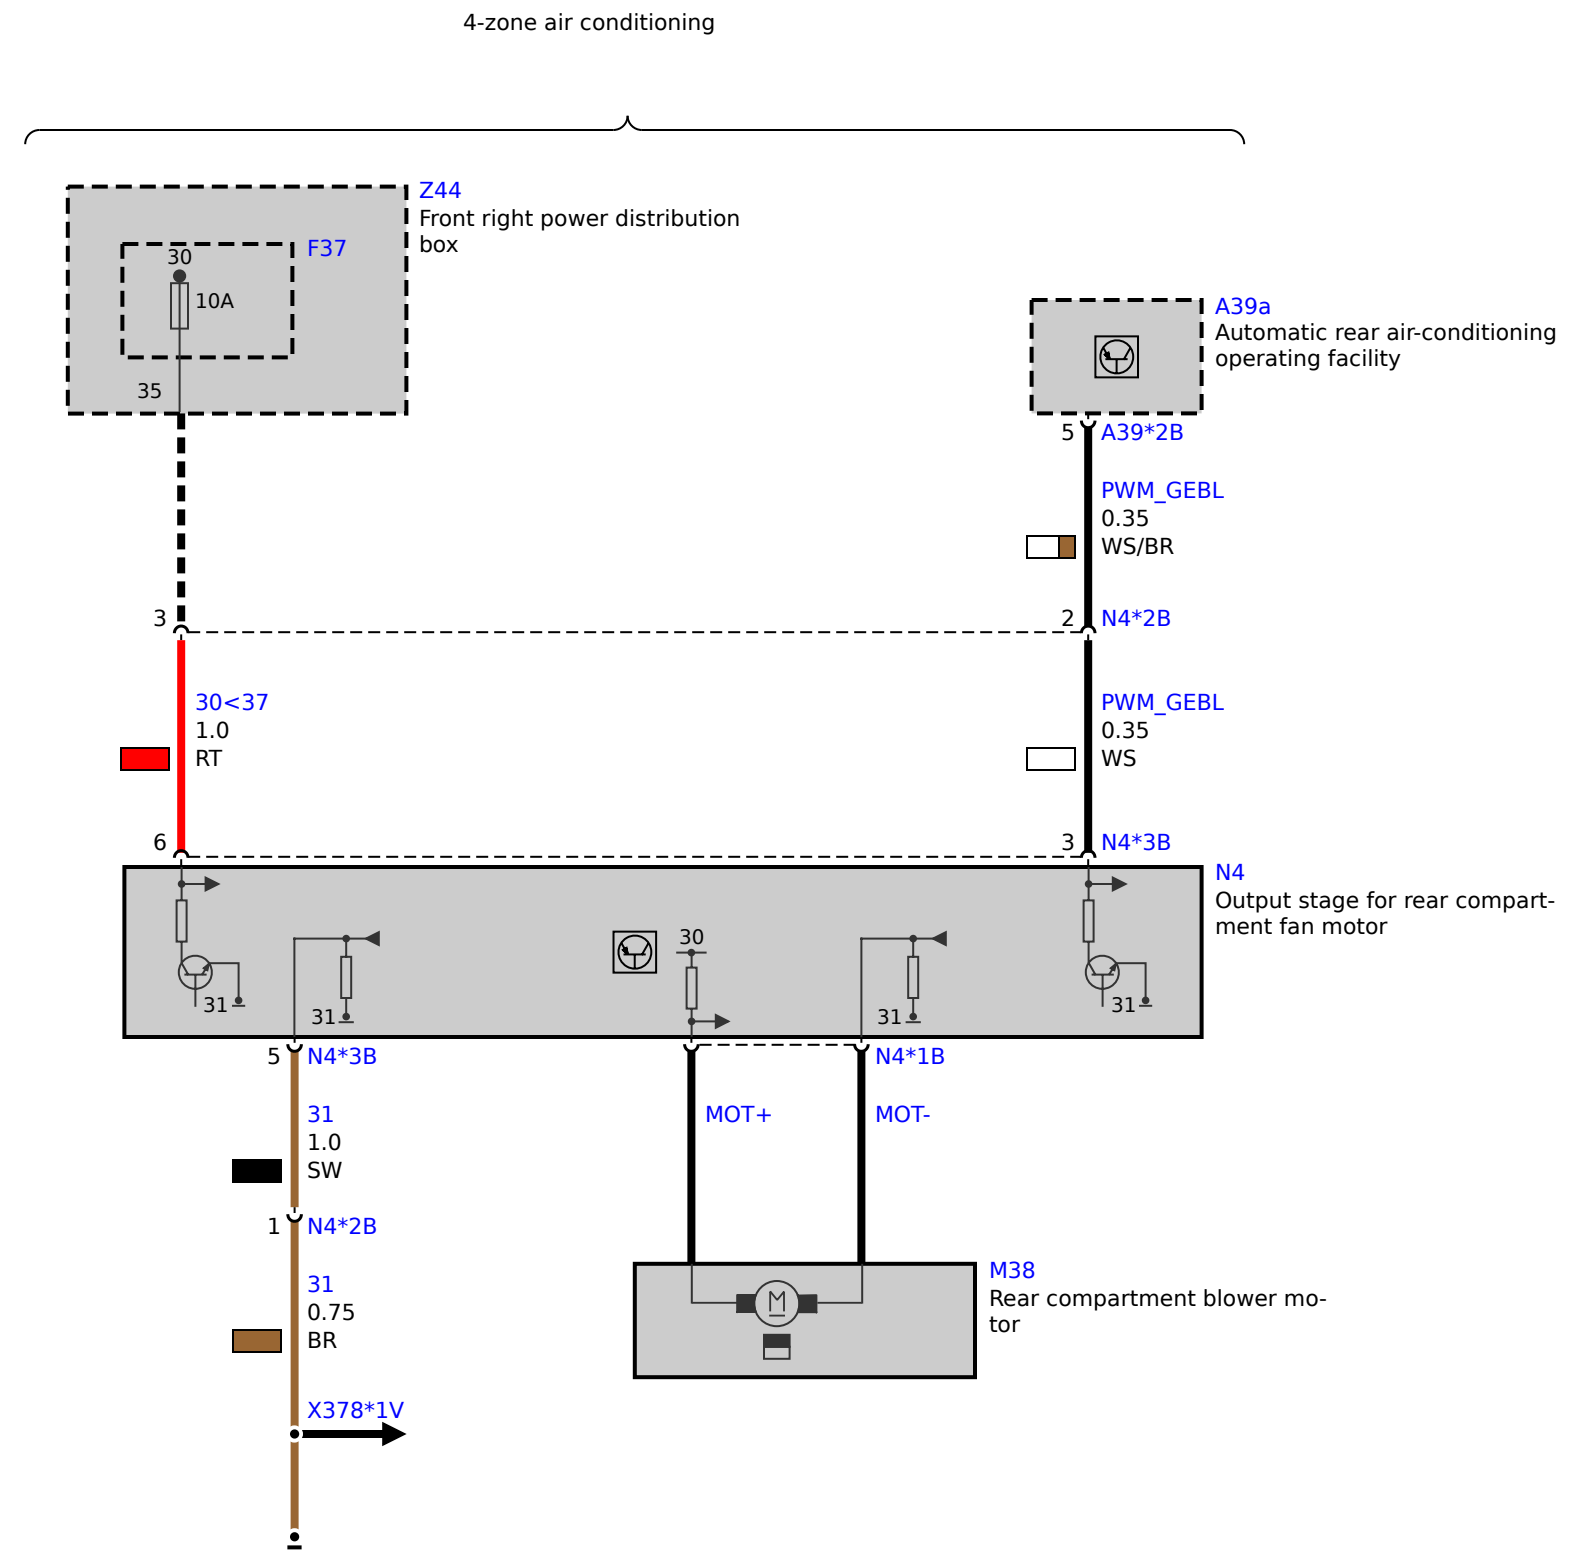 4-zone air conditioning
Z44
Front right power distribution
box
F37
30
10A
35
A39a
Automatic rear air-conditioning
operating facility
5 A39*2B
PWM_GEBL
0.35
WS/BR
3
2 N4*2B
30<37
1.0
RT
PWM_GEBL
0.35
WS
6
3 N4*3B
N4
Output stage for rear compart-
ment fan motor
30
31
31
31
31
5 N4*3B
N4*1B
31
1.0
SW
MOT+
MOT-
1 N4*2B
31
0.75
BR
M38
Rear compartment blower mo-
tor
M
X378*1V